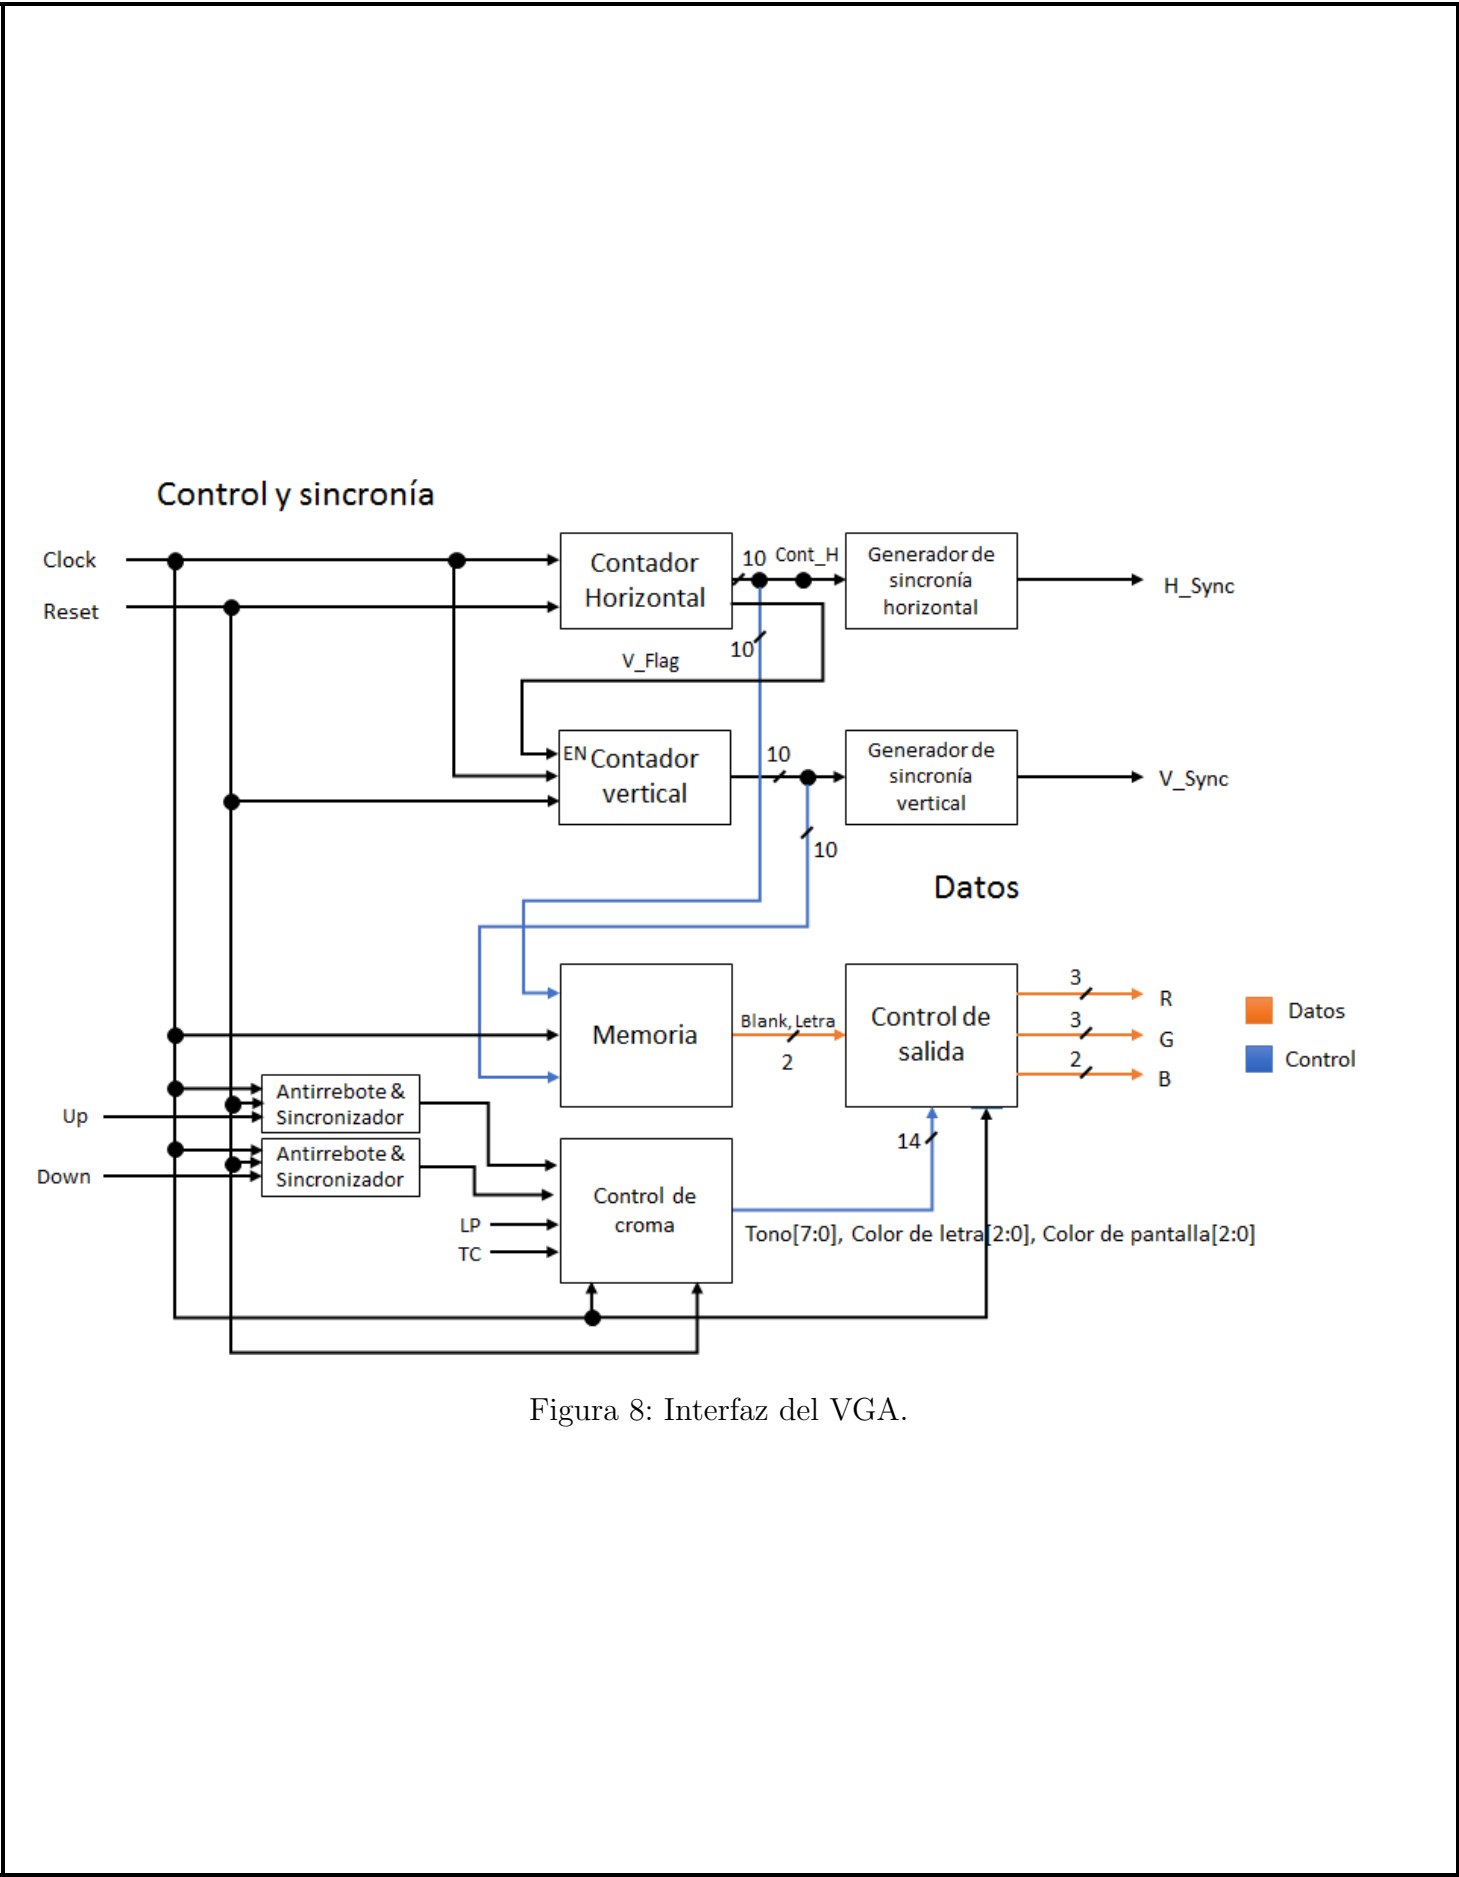 Control y sincronía
Clock
Reset
Contador
Horizontal
10
Cont_H
Generador de
sincronía
horizontal
H_Sync
10
V_Flag
EN
Contador
vertical
10
Generador de
sincronía
vertical
V_Sync
10
Datos
Memoria
Blank, Letra
2
Control de
salida
3
R
3
G
2
B
Datos
Control
Up
Antirrebote &
Sincronizador
Down
Antirrebote &
Sincronizador
LP
TC
Control de
croma
14
Tono[7:0], Color de letra[2:0], Color de pantalla[2:0]
Figura 8: Interfaz del VGA.